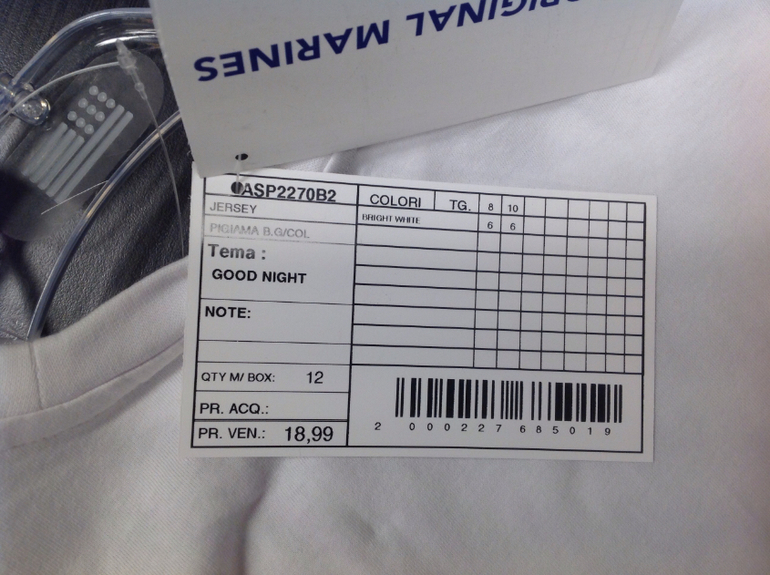 ORIGINAL MARINES
ASP2270B2
JERSEY
PIGIAMA B.G/COL
Tema :
GOOD NIGHT
NOTE:
QTY M/ BOX: 12
PR. ACQ.:
PR. VEN.: 18,99
COLORI TG. 8 10
BRIGHT WHITE 6 6
2 000227 685019